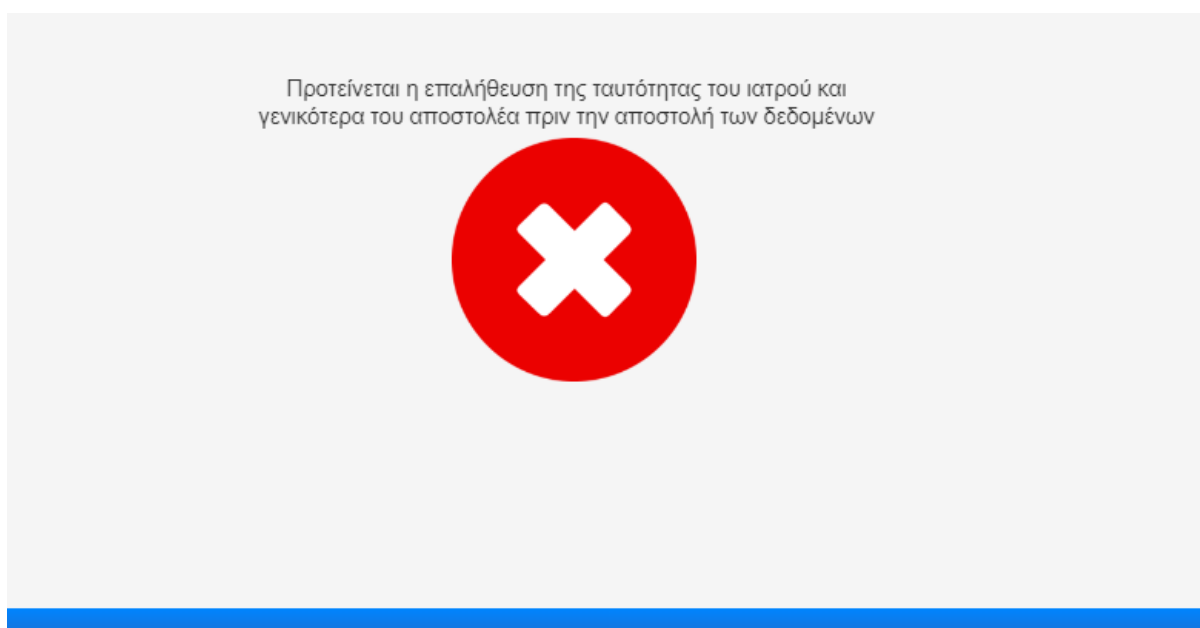 Προτείνεται η επαλήθευση της ταυτότητας του ιατρού και
γενικότερα του αποστολέα πριν την αποστολή των δεδομένων